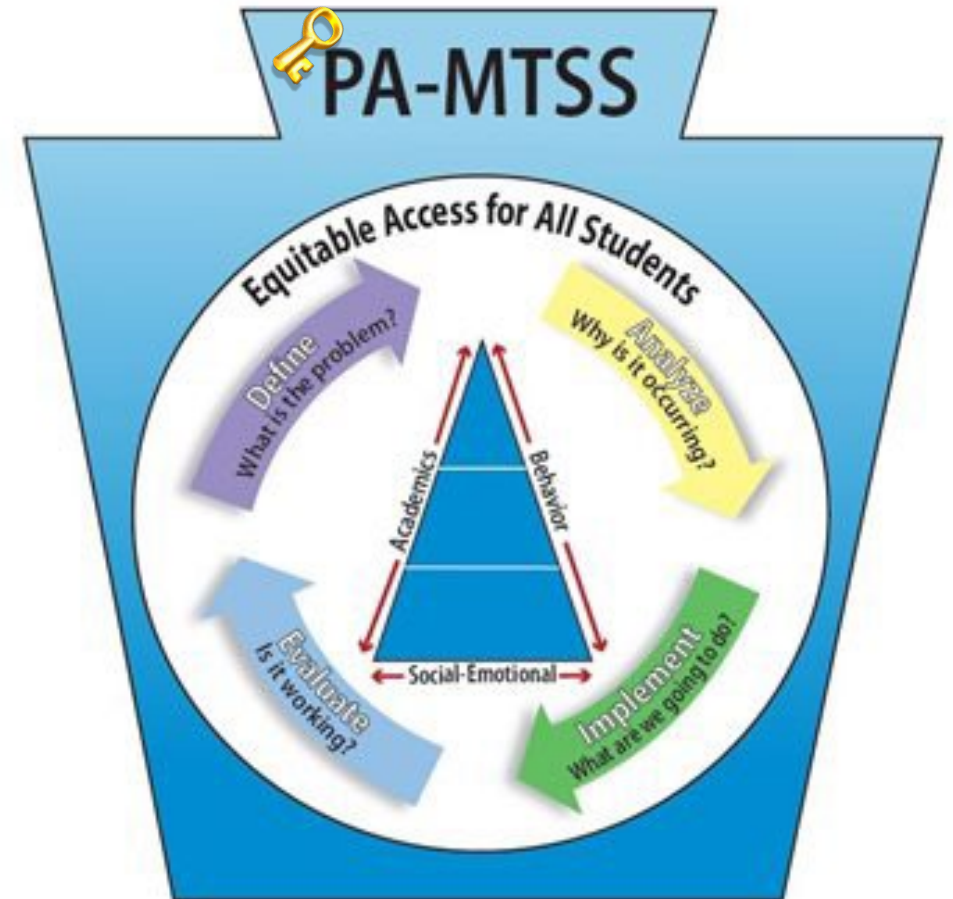 PA-MTSS
Equitable Access for All Students
Define
What is the problem?
Analyze
Why is it occurring?
Academics
Behavior
Social-Emotional
Implement
What are we going to do?
Evaluate
Is it working?